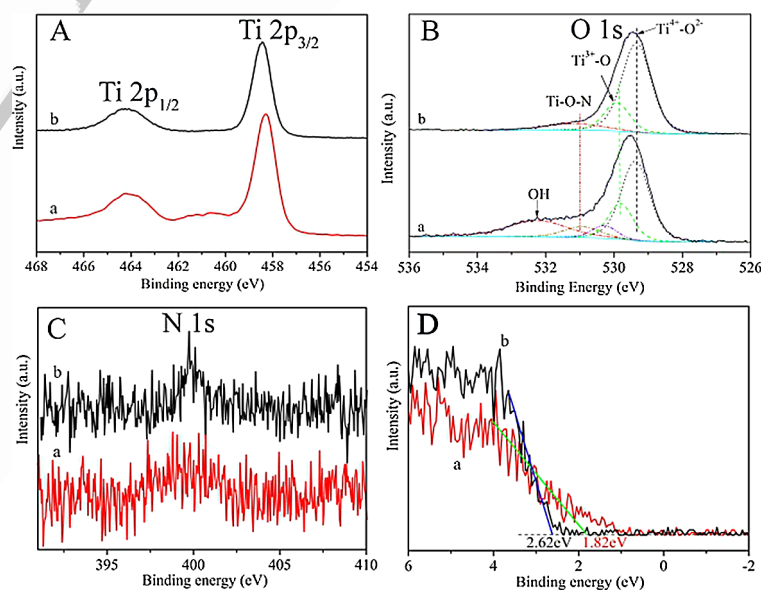 A
Ti 2p3/2
Ti 2p1/2
b
a
Intensity (a.u.)
468 466 464 462 460 458 456 454
Binding energy (eV)
B
O 1s
Ti4+-O2-
Ti3+-O
Ti-O-N
b
OH
a
Intensity (a.u.)
536 534 532 530 528 526
Binding Energy (eV)
C
N 1s
b
a
Intensity (a.u.)
395 400 405 410
Binding energy (eV)
D
b
a
2.62eV 1.82eV
Intensity (a.u.)
6 4 2 0 -2
Binding energy (eV)